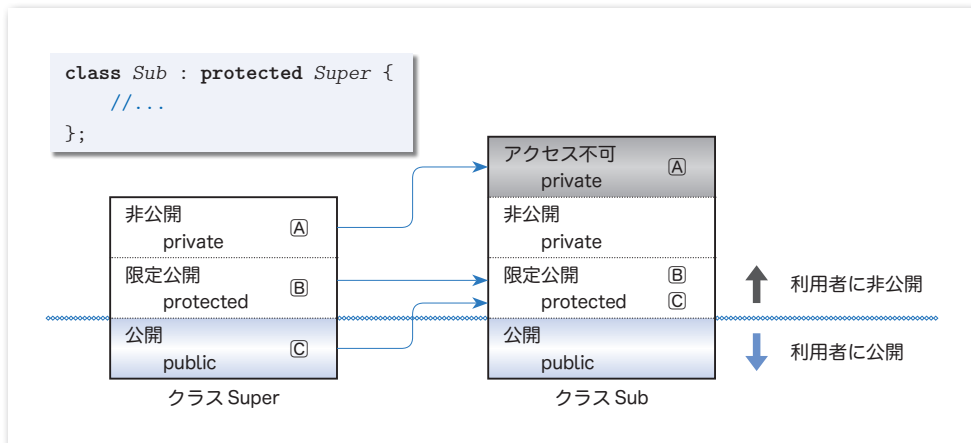 class Sub : protected Super {
//...
};
アクセス不可
private
A
非公開
private
A
限定公開
protected
B
公開
public
C
クラス Super
非公開
private
限定公開
protected
B
C
公開
public
クラス Sub
利用者に非公開
利用者に公開